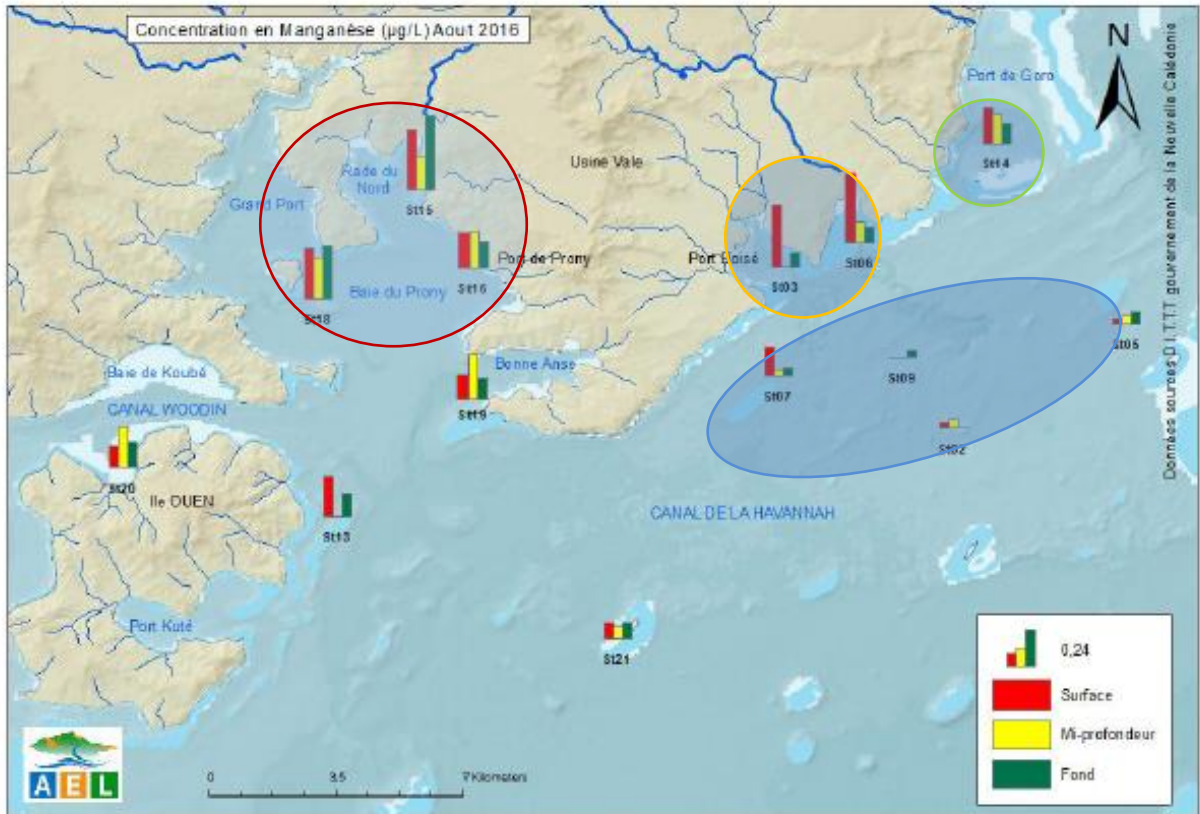 Concentration en Manganèse (µg/L) Aout 2016
N
Port de Goro
Données sources D.I.T.T.T gouvernement de la Nouvelle Calédonie
St14
Usine Vale
Rade du
Nord
Grand Port
St15
Port de Prony
St16
Port Boisé
St06
St03
Baie du Prony
St18
St05
Bonne Anse
St09
Baie de Koubé
St07
St19
CANAL WOODIN
St02
St20
Ile OUEN
CANAL DE LA HAVANNAH
St13
Port Kuté
St21
0,24
Surface
Mi-profondeur
Fond
AEL
0 3.5 7 Kilometers